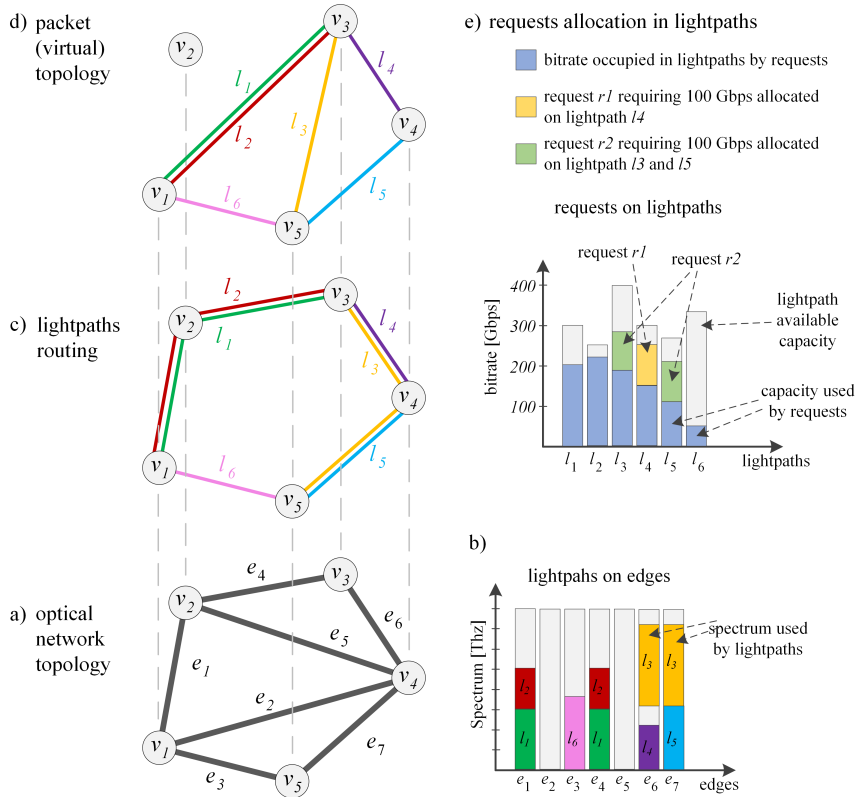 d) packet
(virtual)
topology
v2
v3
l1
l2
l3
l4
v4
v1
l6
l5
v5
c) lightpaths
routing
v2
l2
l1
v3
l4
l3
v4
v1
l6
l5
v5
a) optical
network
topology
v2
e4
v3
e1
e5
e6
v4
e2
v1
e3
e7
v5
e) requests allocation in lightpaths
bitrate occupied in lightpaths by requests
request r1 requiring 100 Gbps allocated
on lightpath l4
request r2 requiring 100 Gbps allocated
on lightpath l3 and l5
requests on lightpaths
request r1
request r2
bitrate [Gbps]
400
300
200
100
lightpath
available
capacity
capacity used
by requests
l1 l2 l3 l4 l5 l6 lightpaths
b)
lightpahs on edges
Spectrum [Thz]
spectrum used
by lightpaths
l3 l3
l2 l2
l1 l6 l1 l4 l5
e1 e2 e3 e4 e5 e6 e7 edges